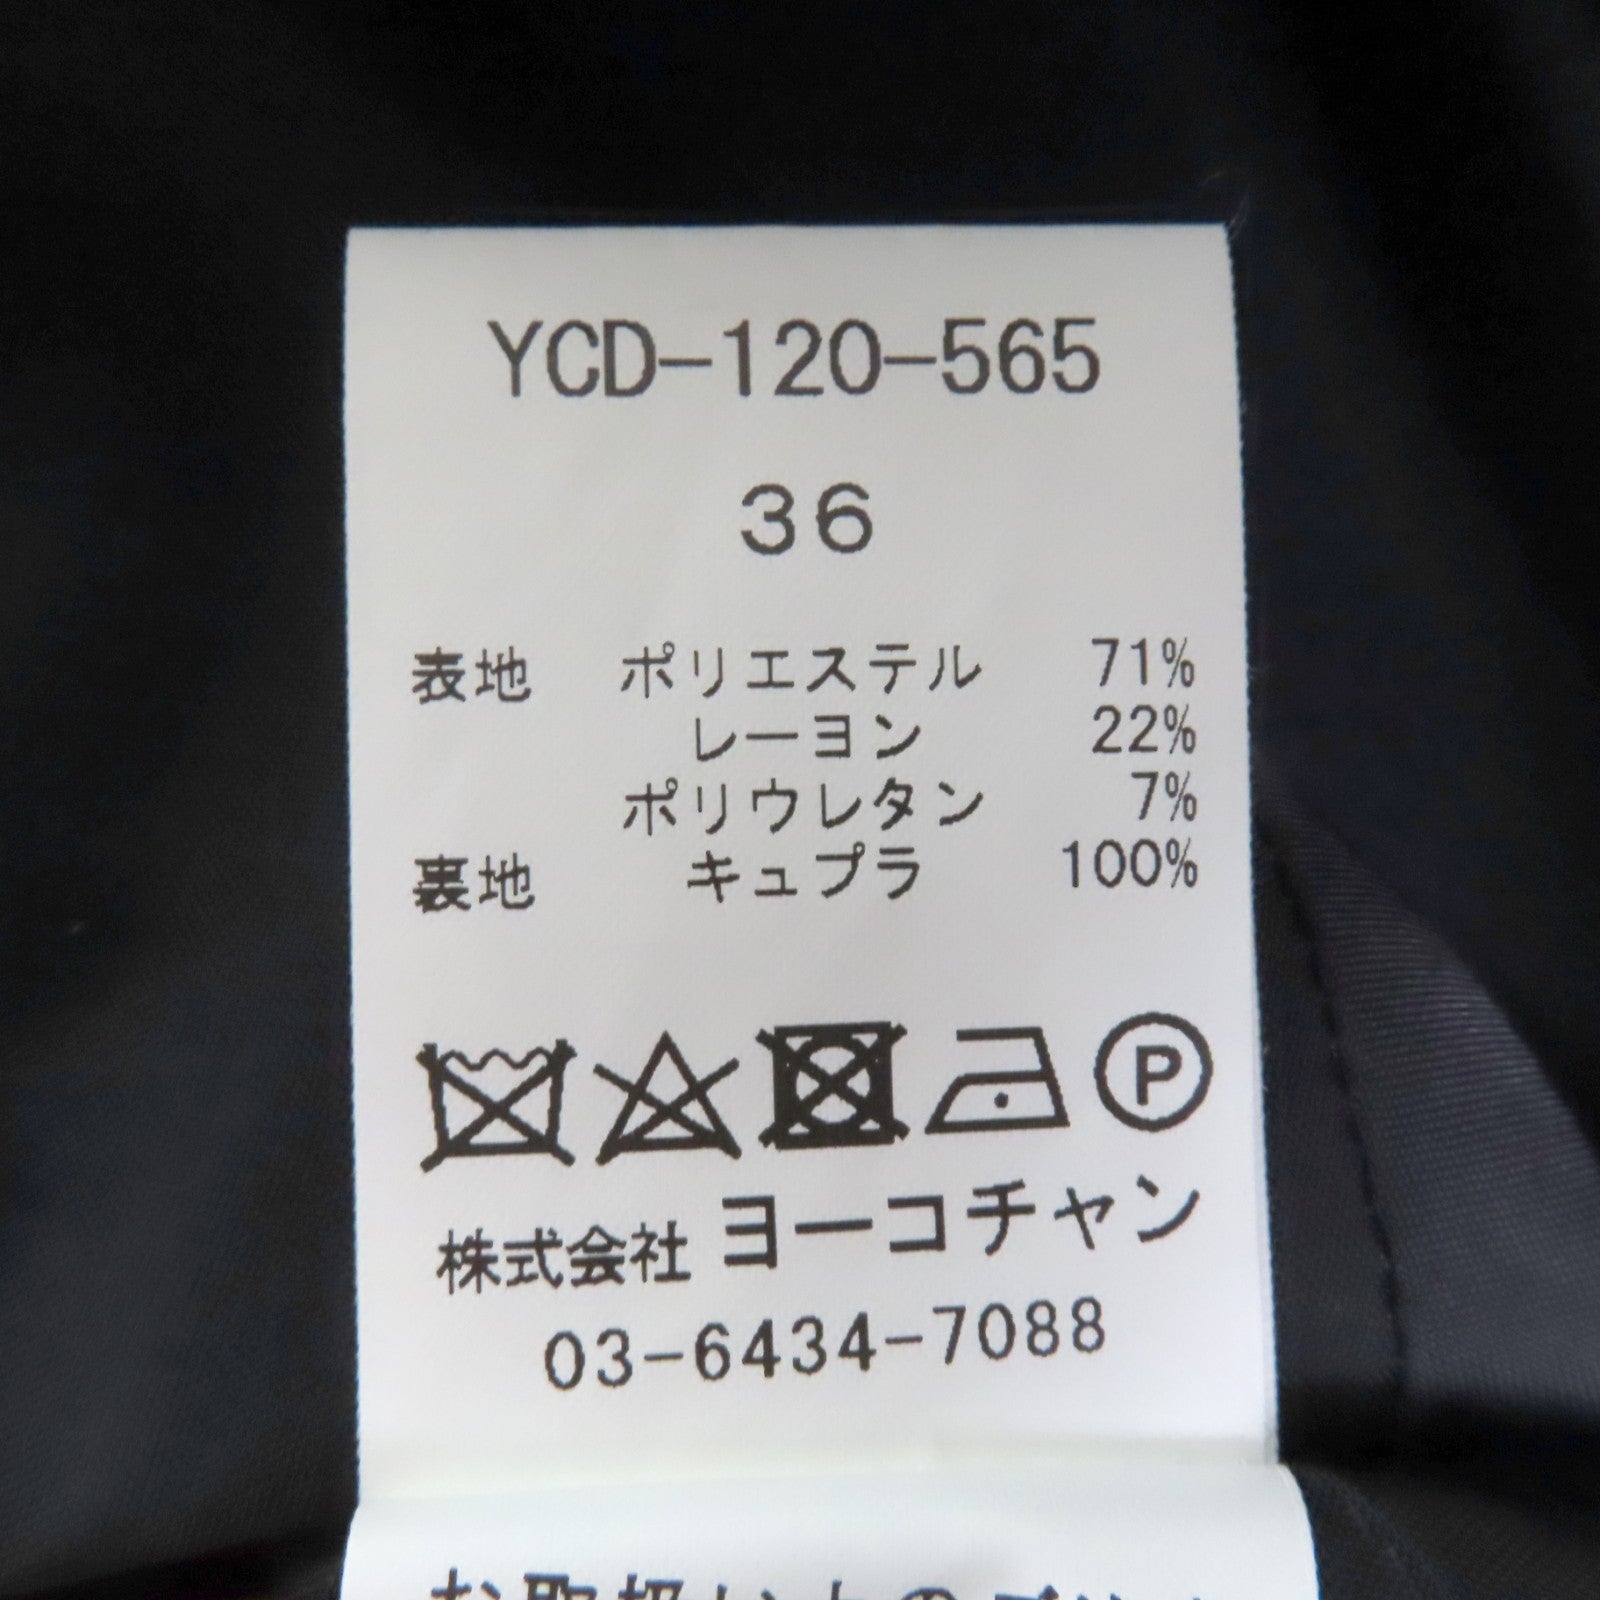 YCD-120-565
36
表地 ポリエステル 71%
レーヨン 22%
ポリウレタン 7%
裏地 キュプラ 100%
P
株式会社 ヨーコチャン
03-6434-7088